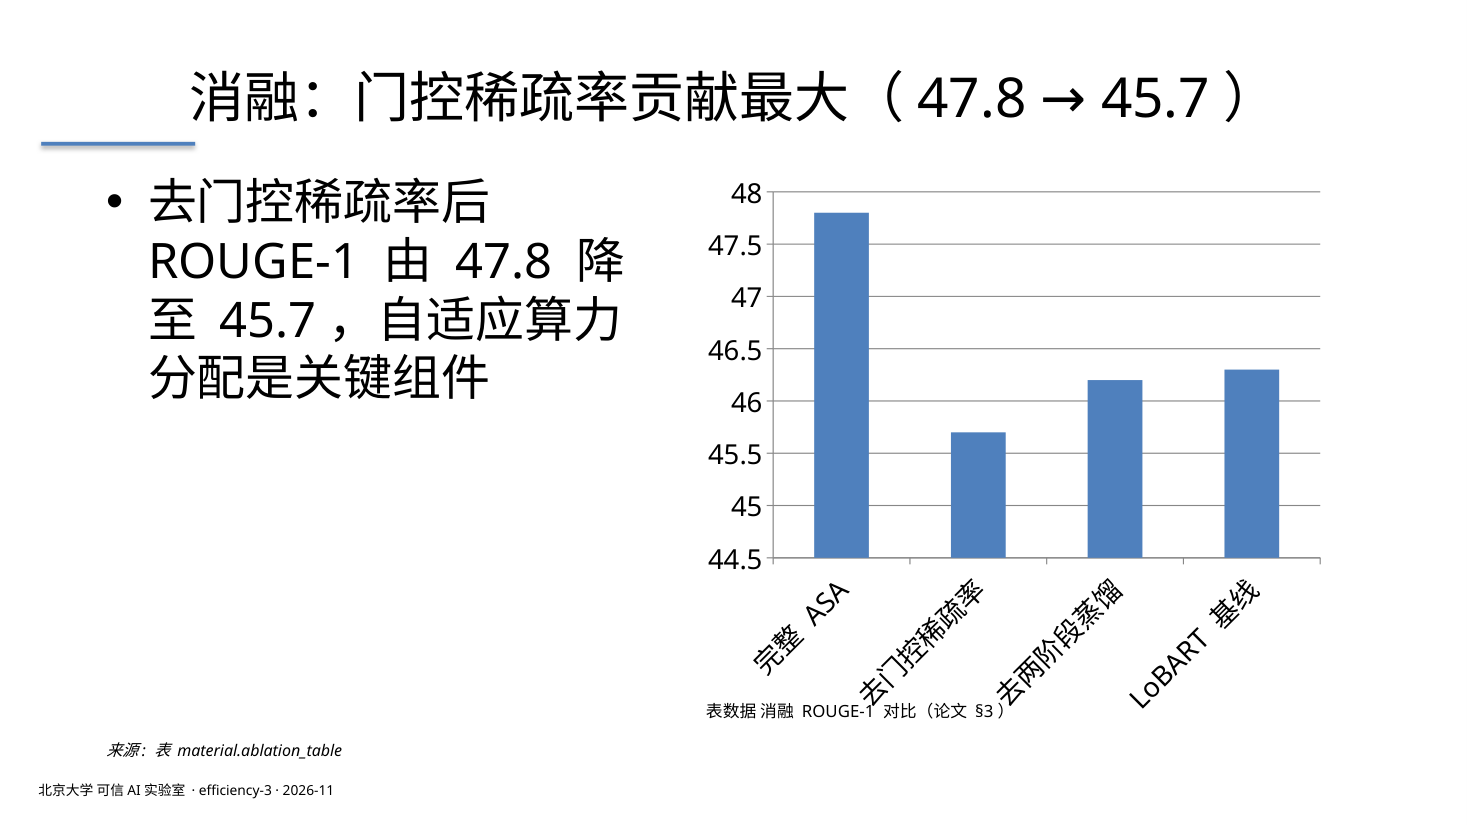 消融：门控稀疏率贡献最大（47.8 → 45.7）
• 去门控稀疏率后
ROUGE-1 由 47.8 降
至 45.7，自适应算力
分配是关键组件
48
47.5
47
46.5
46
45.5
45
44.5
完整 ASA
去门控稀疏率
去两阶段蒸馏
LoBART 基线
表数据 消融 ROUGE-1 对比（论文 §3）
来源：表 material.ablation_table
北京大学 可信 AI 实验室 · efficiency-3 · 2026-11